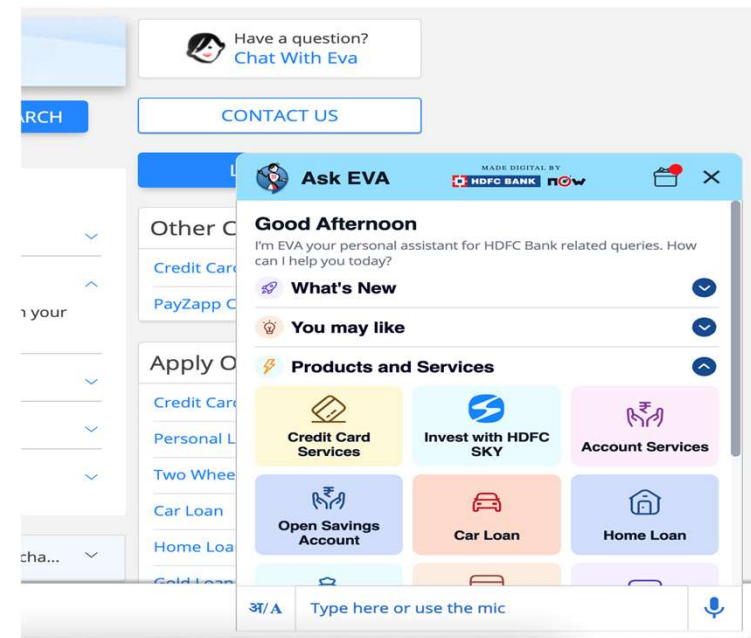 Have a question?
Chat With Eva
ARCH
CONTACT US
L
Ask EVA
MADE DIGITAL BY
HDFC BANK NOW
Other C
Credit Card
PayZapp C
n your
Apply O
Credit Card
Personal L
Two Whee
Car Loan
Home Loa
Gold Loan
cha...
Good Afternoon
I'm EVA your personal assistant for HDFC Bank related queries. How
can I help you today?
What's New
You may like
Products and Services
Credit Card
Services
Invest with HDFC
SKY
Account Services
Open Savings
Account
Car Loan
Home Loan
अ/A
Type here or use the mic